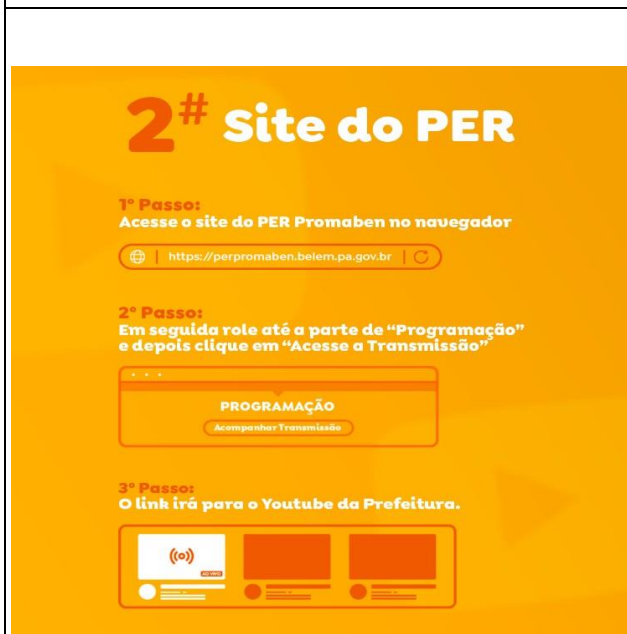 2# Site do PER
1º Passo:
Acesse o site do PER Promaben no navegador
https://perpromaben.belem.pa.gov.br
2º Passo:
Em seguida role até a parte de “Programação”
e depois clique em “Acesse a Transmissão”
PROGRAMAÇÃO
Acompanhar Transmissão
3º Passo:
O link irá para o Youtube da Prefeitura.
AO VIVO